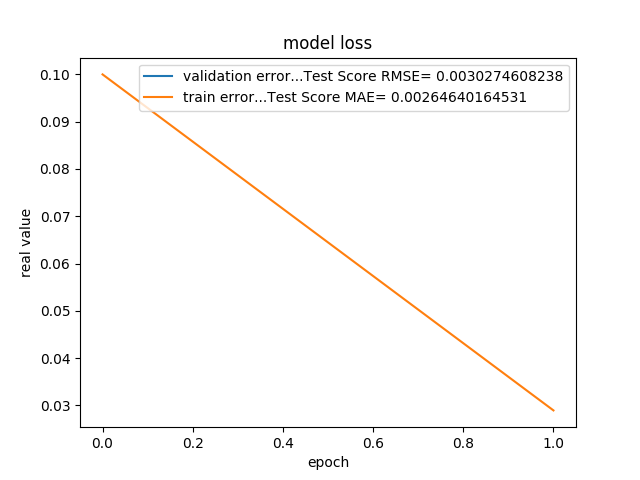 model loss
validation error...Test Score RMSE= 0.0030274608238
train error...Test Score MAE= 0.00264640164531
real value
0.10
0.09
0.08
0.07
0.06
0.05
0.04
0.03
0.0 0.2 0.4 0.6 0.8 1.0
epoch